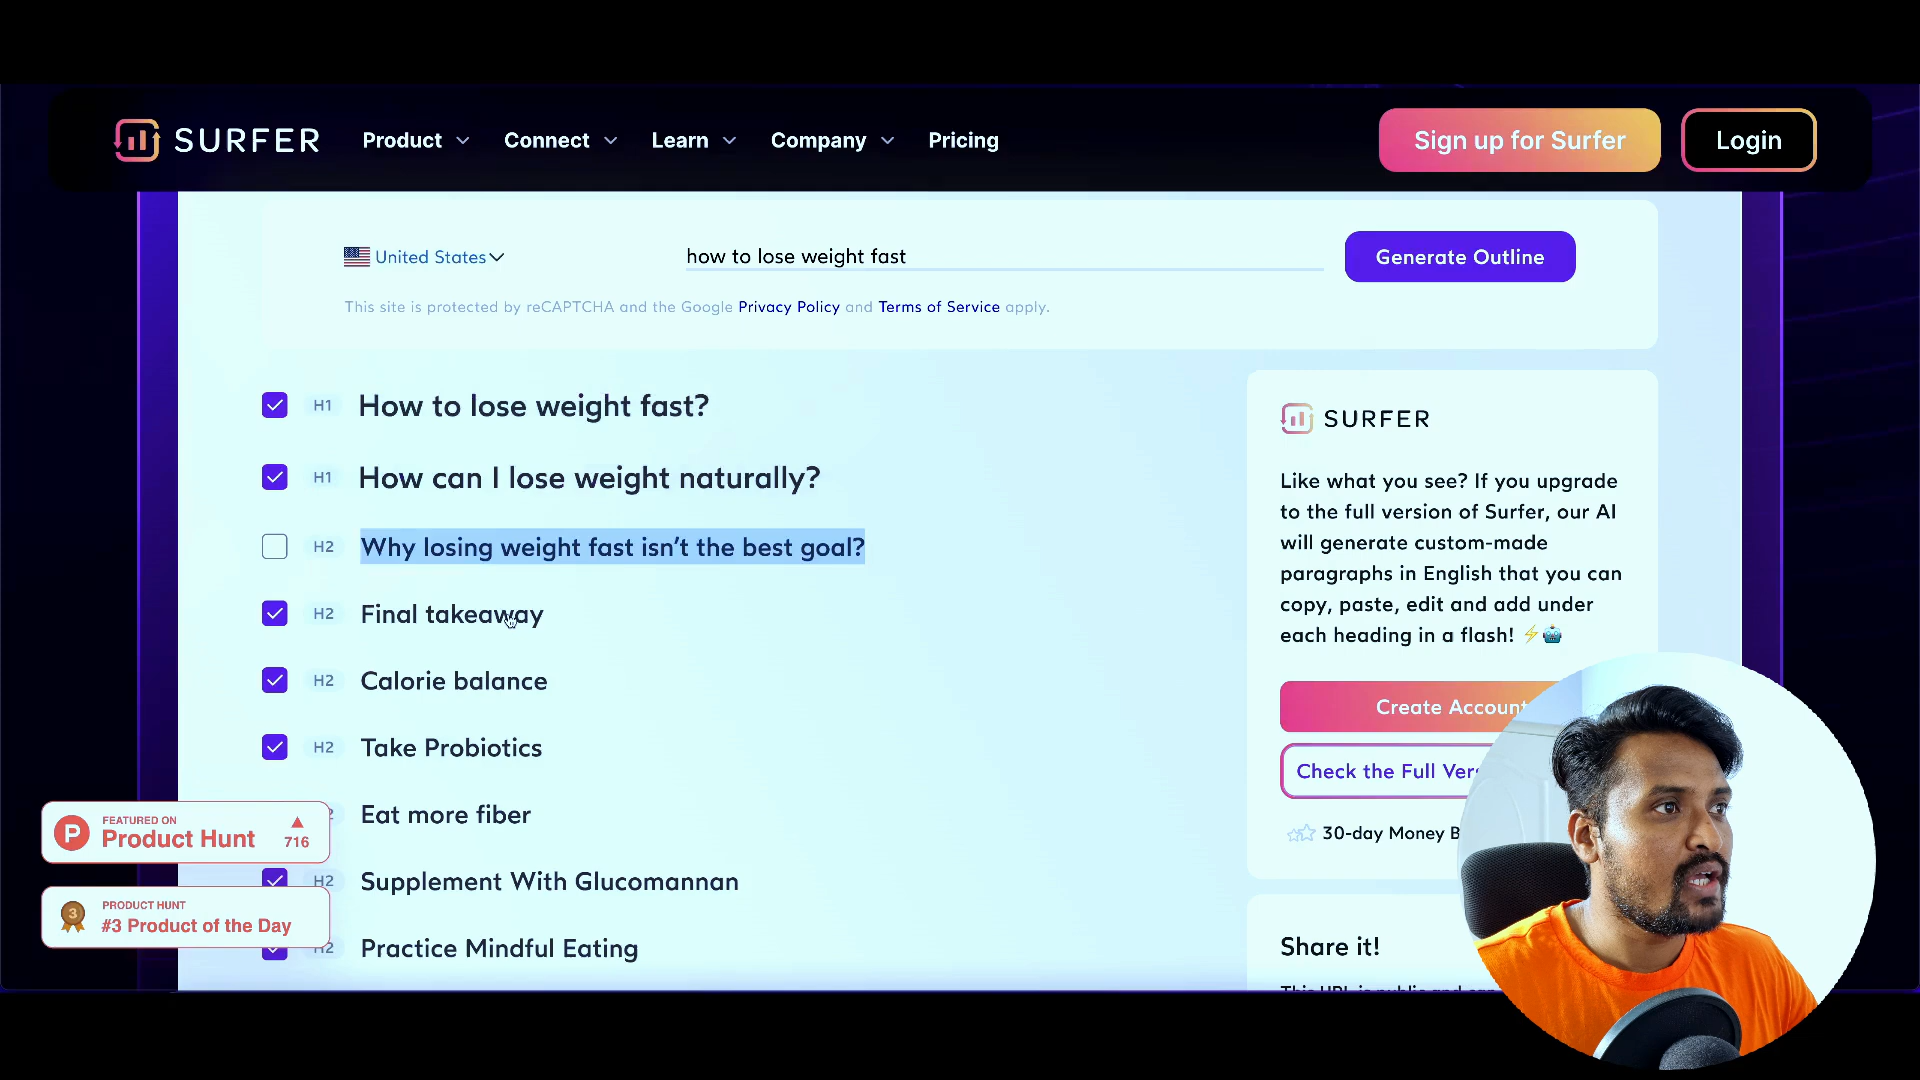 SURFER
Product
Connect
Learn
Company
Pricing
Sign up for Surfer
Login
United States
how to lose weight fast
Generate Outline
This site is protected by reCAPTCHA and the Google Privacy Policy and Terms of Service apply.
H1 How to lose weight fast?
H1 How can I lose weight naturally?
H2 Why losing weight fast isn't the best goal?
H2 Final takeaway
H2 Calorie balance
H2 Take Probiotics
Eat more fiber
H2 Supplement With Glucomannan
H2 Practice Mindful Eating
SURFER
Like what you see? If you upgrade
to the full version of Surfer, our AI
will generate custom-made
paragraphs in English that you can
copy, paste, edit and add under
each heading in a flash! ⚡🤖
Create Account
Check the Full
30-day Money
Share it!
FEATURED ON
Product Hunt
716
PRODUCT HUNT
3
#3 Product of the Day